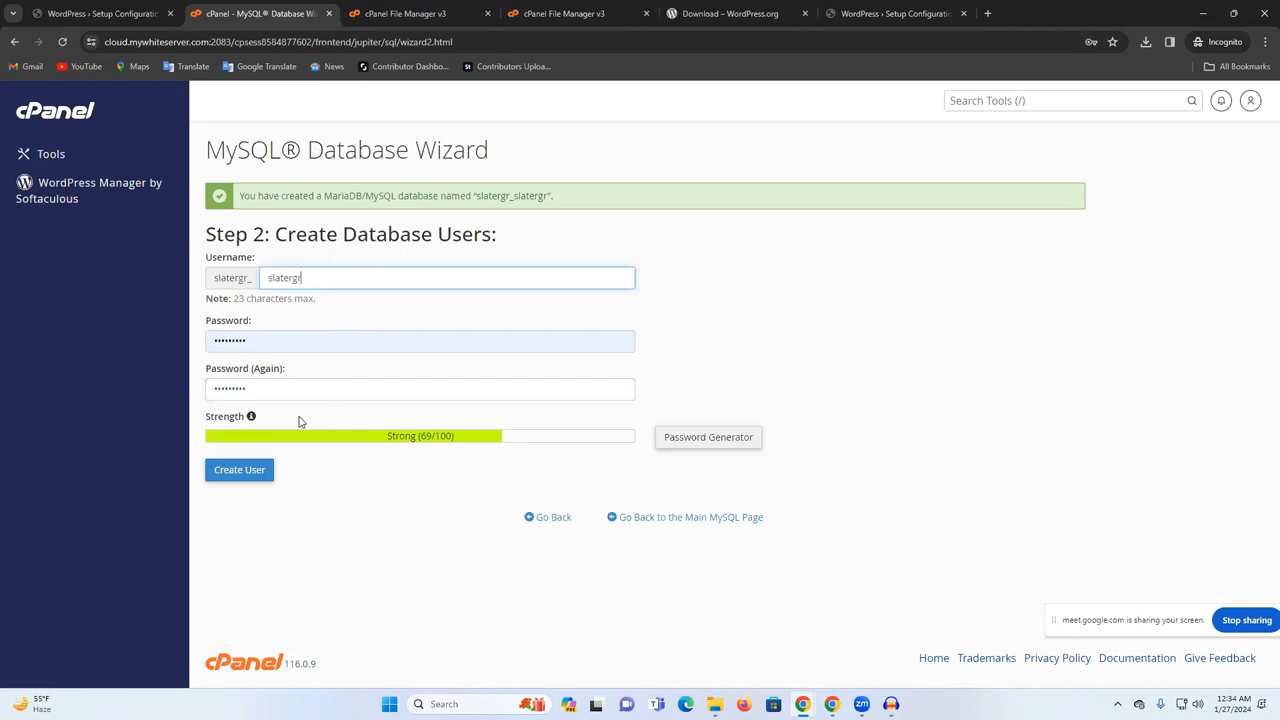 WordPress › Setup Configuratio
cPanel - MySQL® Database Wi
cPanel File Manager v3
cPanel File Manager v3
Download – WordPress.org
WordPress › Setup Configuratio
cloud.mywhiteserver.com:2083/cpsess8584877602/frontend/jupiter/sql/wizard2.html
Incognito
Gmail
YouTube
Maps
Translate
Google Translate
News
Contributor Dashbo...
St Contributors Uploa...
All Bookmarks
cPanel
Search Tools (/)
Tools
WordPress Manager by
Softaculous
MySQL® Database Wizard
You have created a MariaDB/MySQL database named “slatergr_slatergr”.
Step 2: Create Database Users:
Username:
slatergr_ slatergr
Note: 23 characters max.
Password:
•••••••••
Password (Again):
•••••••••
Strength
Strong (69/100)
Password Generator
Create User
Go Back
Go Back to the Main MySQL Page
meet.google.com is sharing your screen.
Stop sharing
cPanel 116.0.9
Home Trademarks Privacy Policy Documentation Give Feedback
55°F
Haze
Search
12:34 AM
1/27/2024